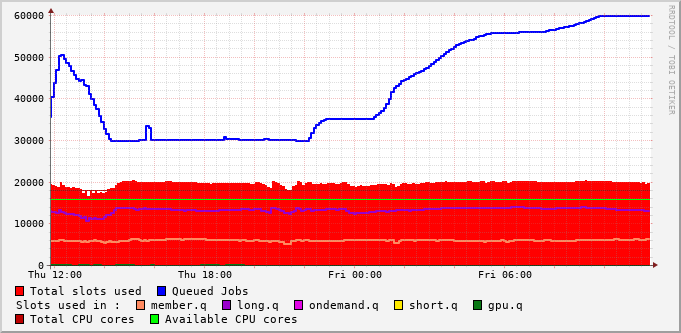 60000
50000
40000
30000
20000
10000
0
Thu 12:00 Thu 18:00 Fri 00:00 Fri 06:00
Total slots used Queued Jobs
Slots used in : member.q long.q ondemand.q short.q gpu.q
Total CPU cores Available CPU cores
RRDTOOL / TOBI OETIKER